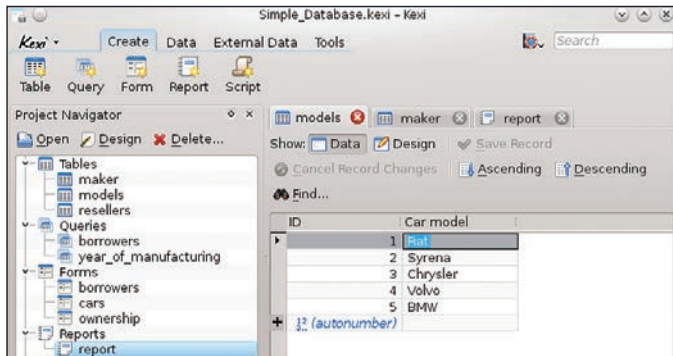 Simple_Database.kexi – Kexi
Kexi Create Data External Data Tools Search
Table Query Form Report Script
Project Navigator
Open Design Delete...
Tables
maker
models
resellers
Queries
borrowers
year_of_manufacturing
Forms
borrowers
cars
ownership
Reports
report
models maker report
Show: Data Design Save Record
Cancel Record Changes Ascending Descending
Find...
ID Car model
1 Fiat
2 Syrena
3 Chrysler
4 Volvo
5 BMW
(autonumber)